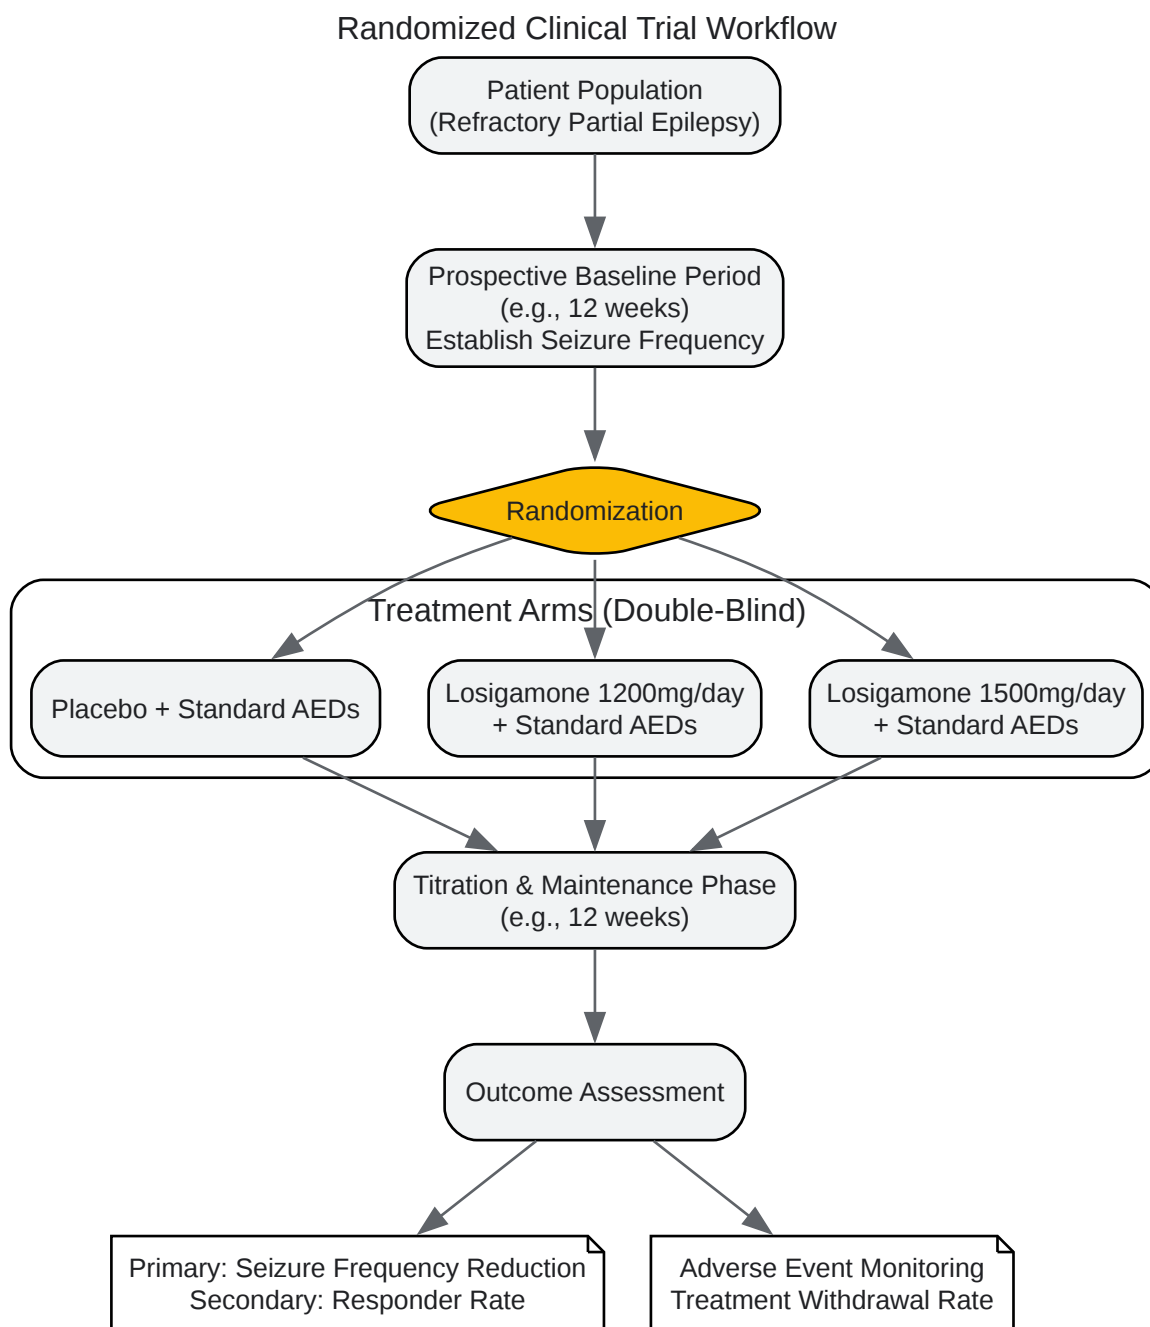 Randomized Clinical Trial Workflow
Patient Population
(Refractory Partial Epilepsy)
Prospective Baseline Period
(e.g., 12 weeks)
Establish Seizure Frequency
Randomization
Treatment Arms (Double-Blind)
Placebo + Standard AEDs
Losigamone 1200mg/day
+ Standard AEDs
Losigamone 1500mg/day
+ Standard AEDs
Titration & Maintenance Phase
(e.g., 12 weeks)
Outcome Assessment
Primary: Seizure Frequency Reduction
Secondary: Responder Rate
Adverse Event Monitoring
Treatment Withdrawal Rate